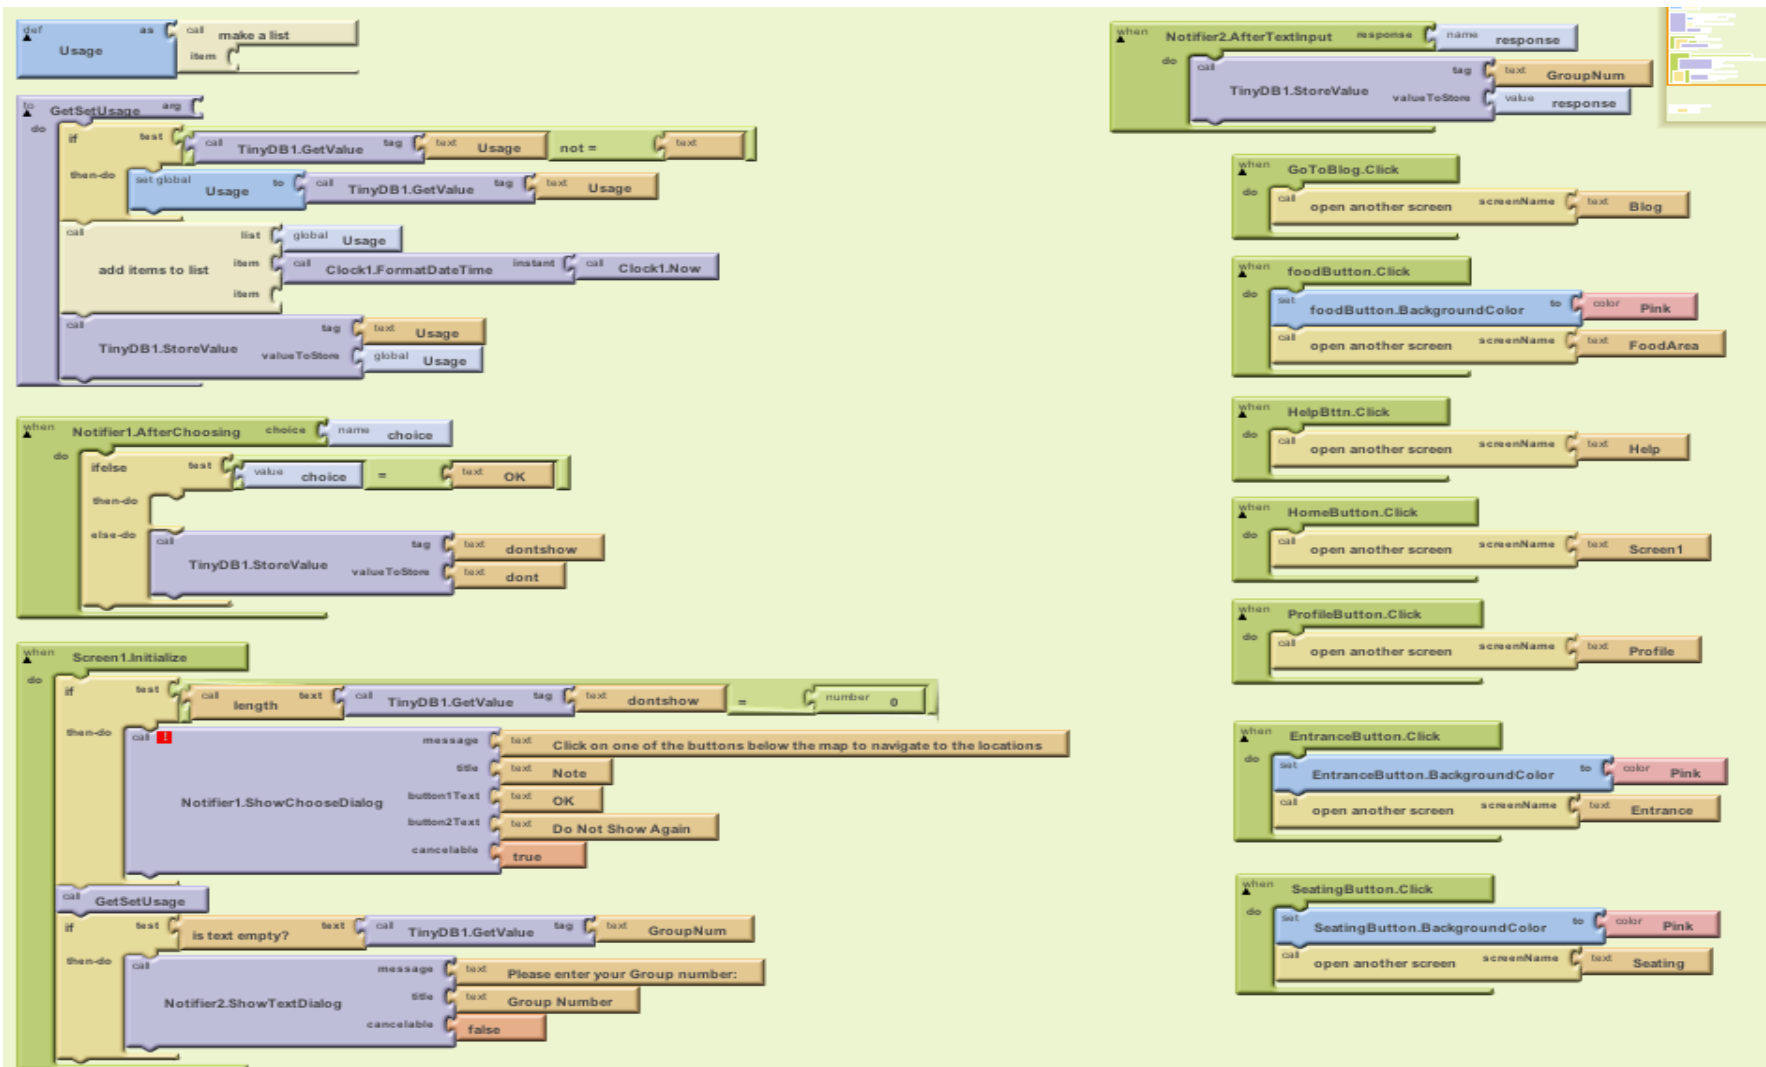 def as call make a list
Usage
item
to GetSetUsage arg
do
if test call TinyDB1.GetValue tag text Usage not = text
then-do set global Usage to call TinyDB1.GetValue tag text Usage
call
list global Usage
add items to list item call Clock1.FormatDateTime instant call Clock1.Now
item
call
tag text Usage
TinyDB1.StoreValue valueToStore global Usage
when Notifier1.AfterChoosing choice name choice
do
ifelse test value choice = text OK
then-do
else-do call
tag text dontshow
TinyDB1.StoreValue valueToStore text dont
when Screen1.Initialize
do
if test call length text call TinyDB1.GetValue tag text dontshow = number 0
then-do call !
message text Click on one of the buttons below the map to navigate to the locations
title text Note
Notifier1.ShowChooseDialog button1Text text OK
button2Text text Do Not Show Again
cancelable true
call GetSetUsage
if test is text empty? text call TinyDB1.GetValue tag text GroupNum
then-do call
message text Please enter your Group number:
Notifier2.ShowTextDialog title text Group Number
cancelable false
when Notifier2.AfterTextInput response name response
do call
tag text GroupNum
TinyDB1.StoreValue valueToStore value response
when GoToBlog.Click
do call open another screen screenName text Blog
when foodButton.Click
do set foodButton.BackgroundColor to color Pink
call open another screen screenName text FoodArea
when HelpBttn.Click
do call open another screen screenName text Help
when HomeButton.Click
do call open another screen screenName text Screen1
when ProfileButton.Click
do call open another screen screenName text Profile
when EntranceButton.Click
do set EntranceButton.BackgroundColor to color Pink
call open another screen screenName text Entrance
when SeatingButton.Click
do set SeatingButton.BackgroundColor to color Pink
call open another screen screenName text Seating